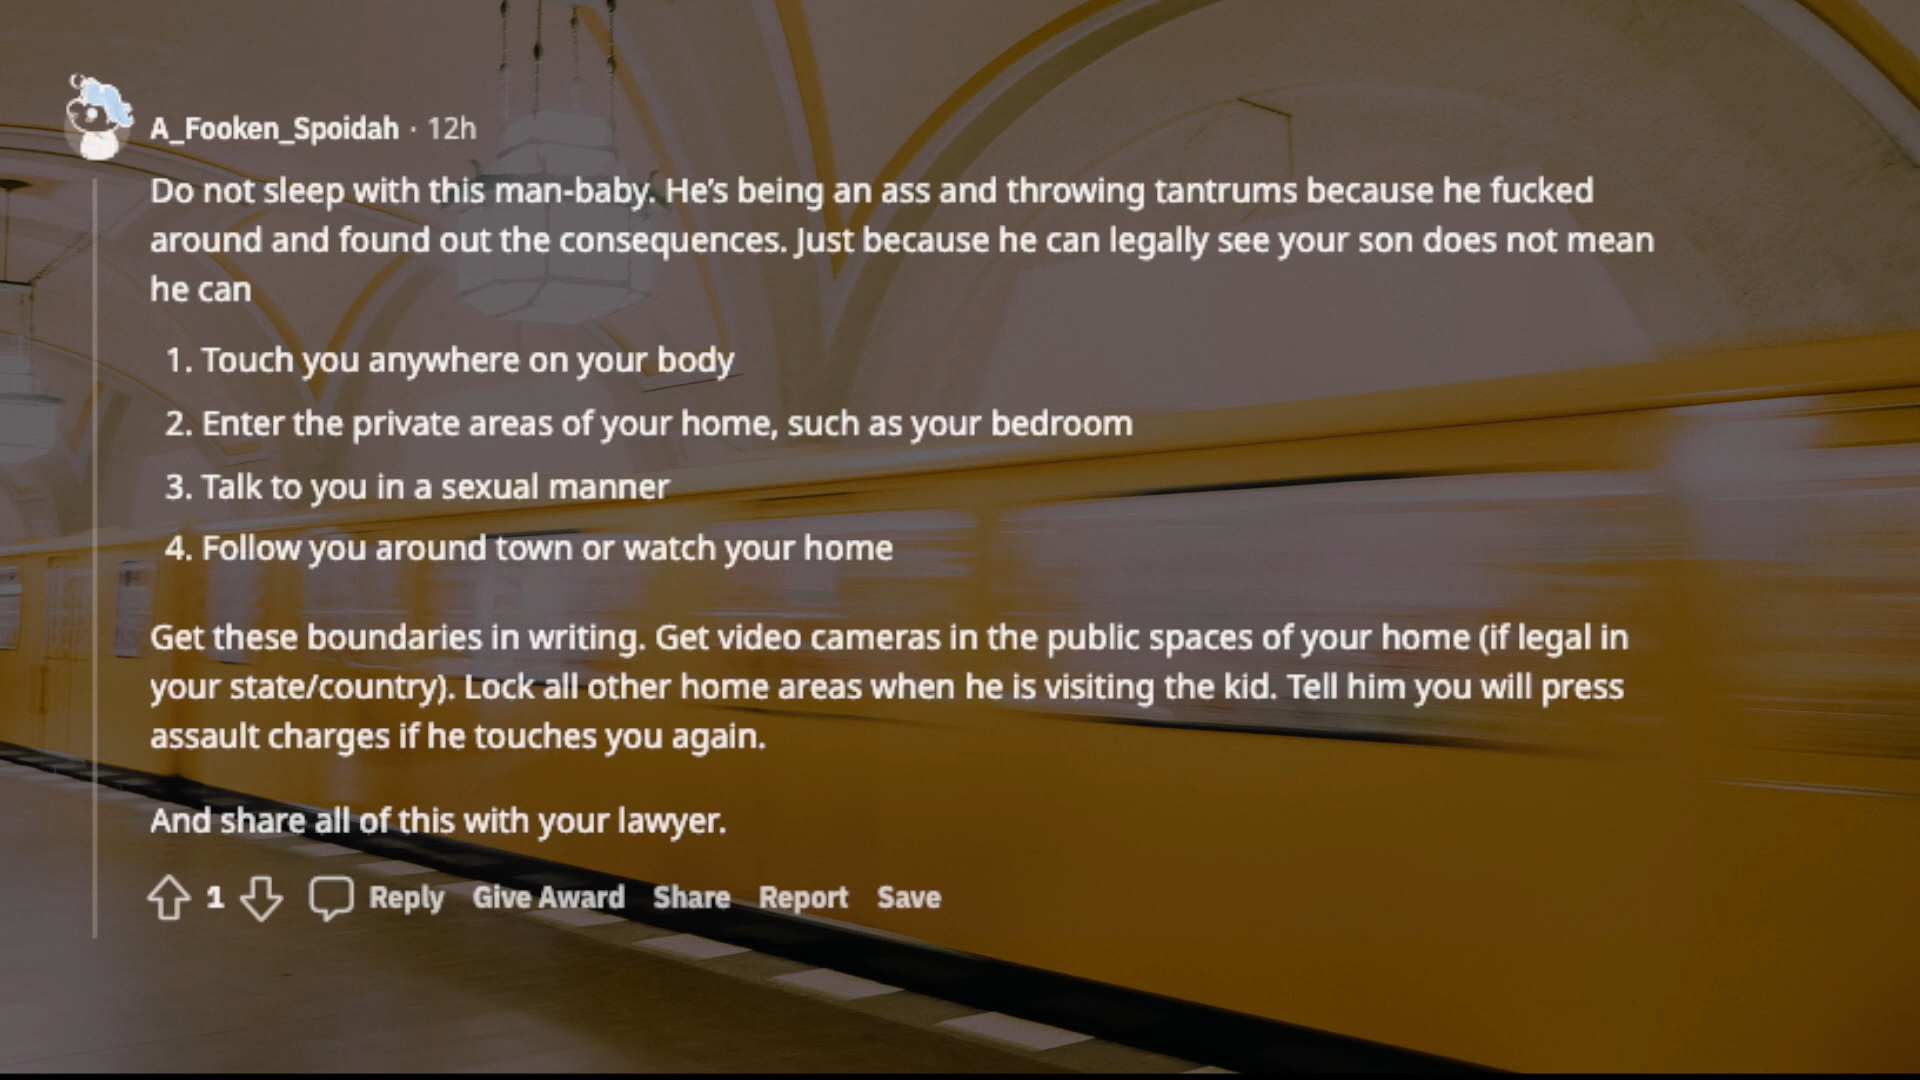 A_Fooken_Spoidah · 12h
Do not sleep with this man-baby. He's being an ass and throwing tantrums because he fucked
around and found out the consequences. Just because he can legally see your son does not mean
he can
1. Touch you anywhere on your body
2. Enter the private areas of your home, such as your bedroom
3. Talk to you in a sexual manner
4. Follow you around town or watch your home
Get these boundaries in writing. Get video cameras in the public spaces of your home (if legal in
your state/country). Lock all other home areas when he is visiting the kid. Tell him you will press
assault charges if he touches you again.
And share all of this with your lawyer.
1 Reply Give Award Share Report Save